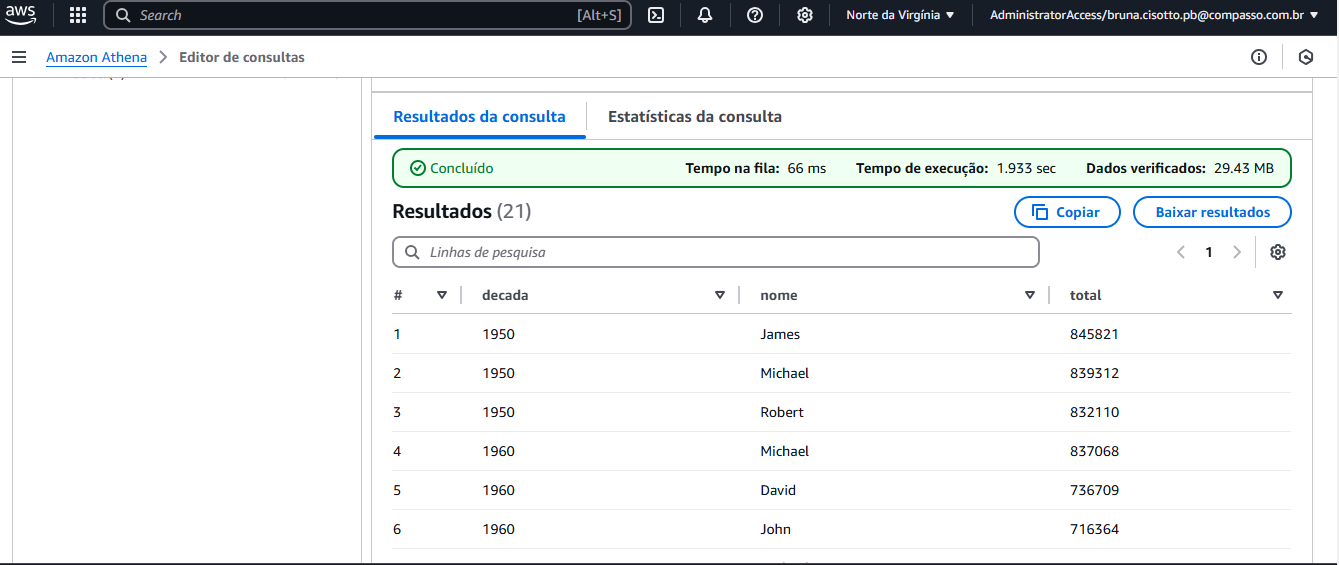 aws Search [Alt+S] Norte da Virgínia AdministratorAccess/bruna.cisotto.pb@compasso.com.br
Amazon Athena Editor de consultas
Resultados da consulta Estatísticas da consulta
Concluído Tempo na fila: 66 ms Tempo de execução: 1.933 sec Dados verificados: 29.43 MB
Resultados (21) Copiar Baixar resultados
Linhas de pesquisa 1
# decada nome total
1 1950 James 845821
2 1950 Michael 839312
3 1950 Robert 832110
4 1960 Michael 837068
5 1960 David 736709
6 1960 John 716364